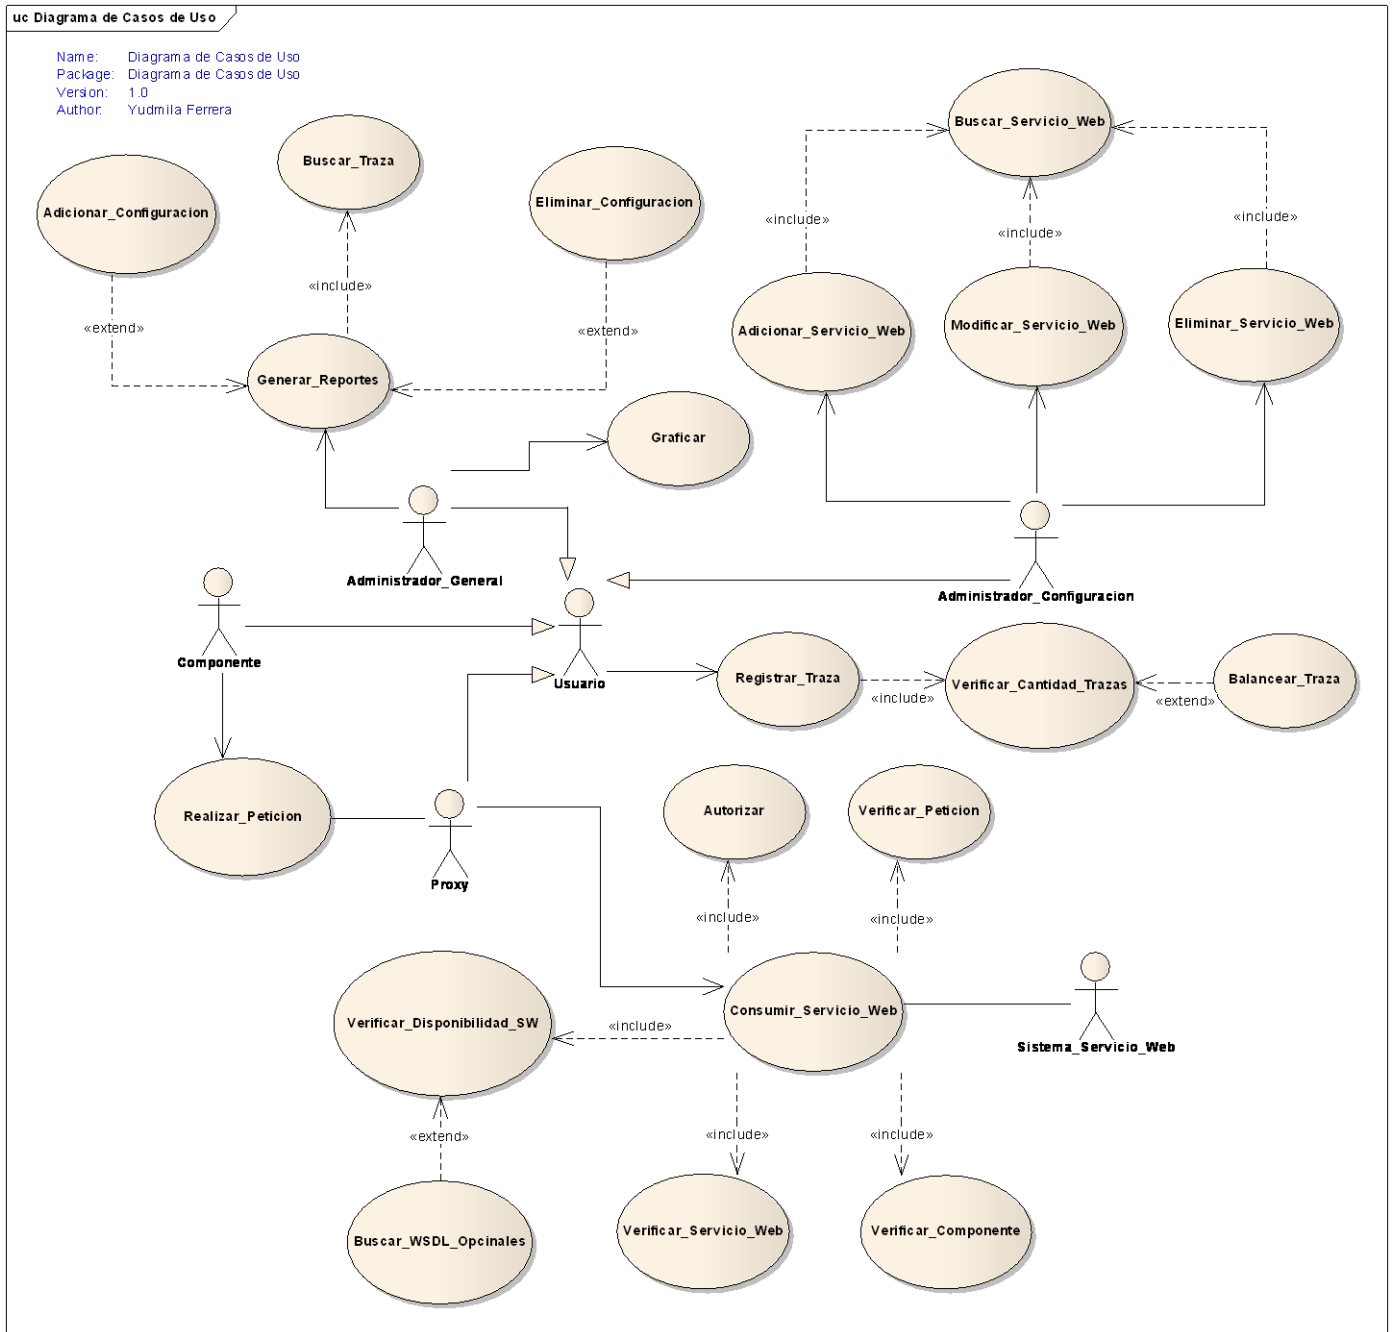 uc Diagrama de Casos de Uso
Name: Diagrama de Casos de Uso
Package: Diagrama de Casos de Uso
Version: 1.0
Author: Yudmila Ferrera
Buscar_Servicio_Web
Buscar_Traza
Eliminar_Configuracion
Adicionar_Configuracion
«include»
«include»
«include»
«include»
«extend»
«extend»
Adicionar_Servicio_Web
Modificar_Servicio_Web
Eliminar_Servicio_Web
Generar_Reportes
Graficar
Administrador_General
Administrador_Configuracion
Componente
Usuario
Registrar_Traza
«include»
Verificar_Cantidad_Trazas
«extend»
Balancear_Traza
Realizar_Peticion
Autorizar
Verificar_Peticion
Proxy
«include»
«include»
Verificar_Disponibilidad_SW
«include»
Consumir_Servicio_Web
Sistema_Servicio_Web
«extend»
«include»
«include»
Buscar_WSDL_Opcinales
Verificar_Servicio_Web
Verificar_Componente